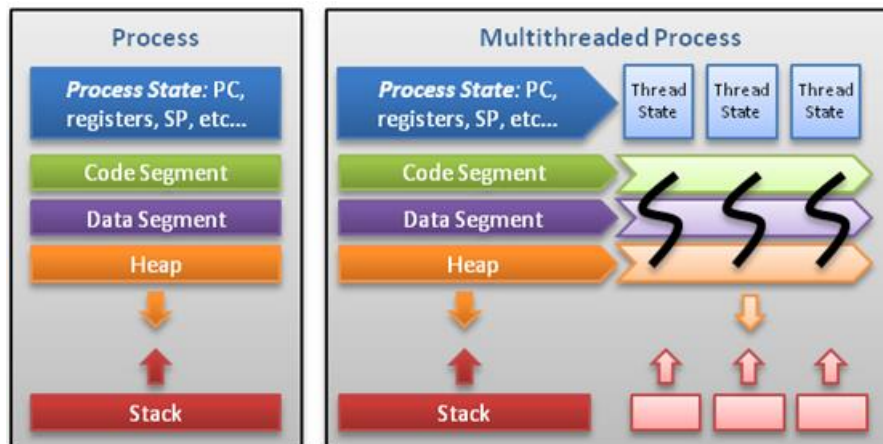 Process
Process State: PC,
registers, SP, etc...
Code Segment
Data Segment
Heap
Stack
Multithreaded Process
Process State: PC,
registers, SP, etc...
Thread
State
Thread
State
Thread
State
Code Segment
Data Segment
Heap
Stack